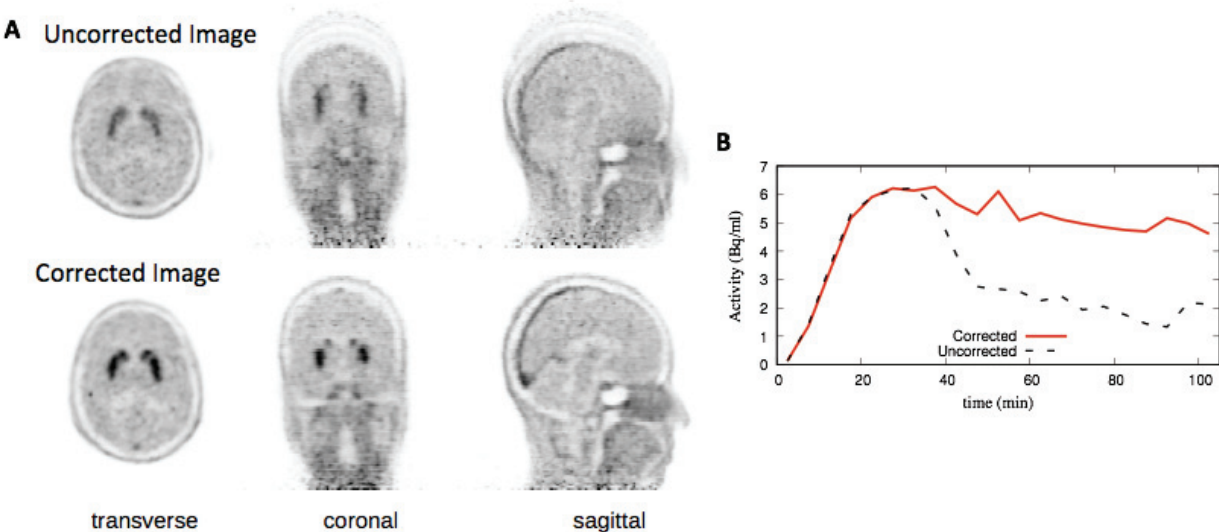 A
Uncorrected Image
Corrected Image
transverse
coronal
sagittal
B
7
6
5
4
3
2
1
0
Activity (Bq/ml)
Corrected
Uncorrected
0
20
40
60
80
100
time (min)